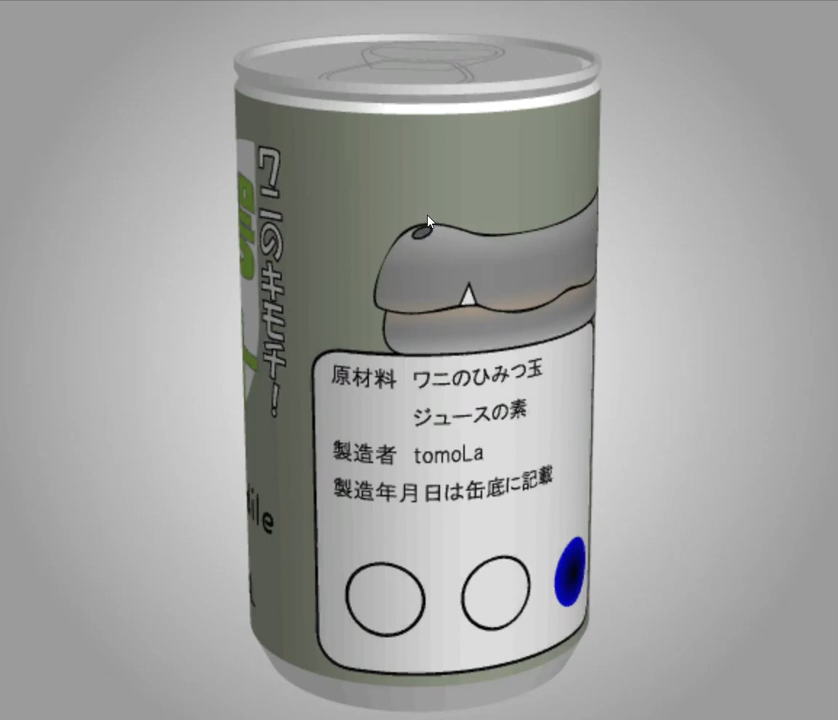 ワニのキモチ!
原材料 ワニのひみつ玉
ジュースの素
製造者 tomoLa
製造年月日は缶底に記載